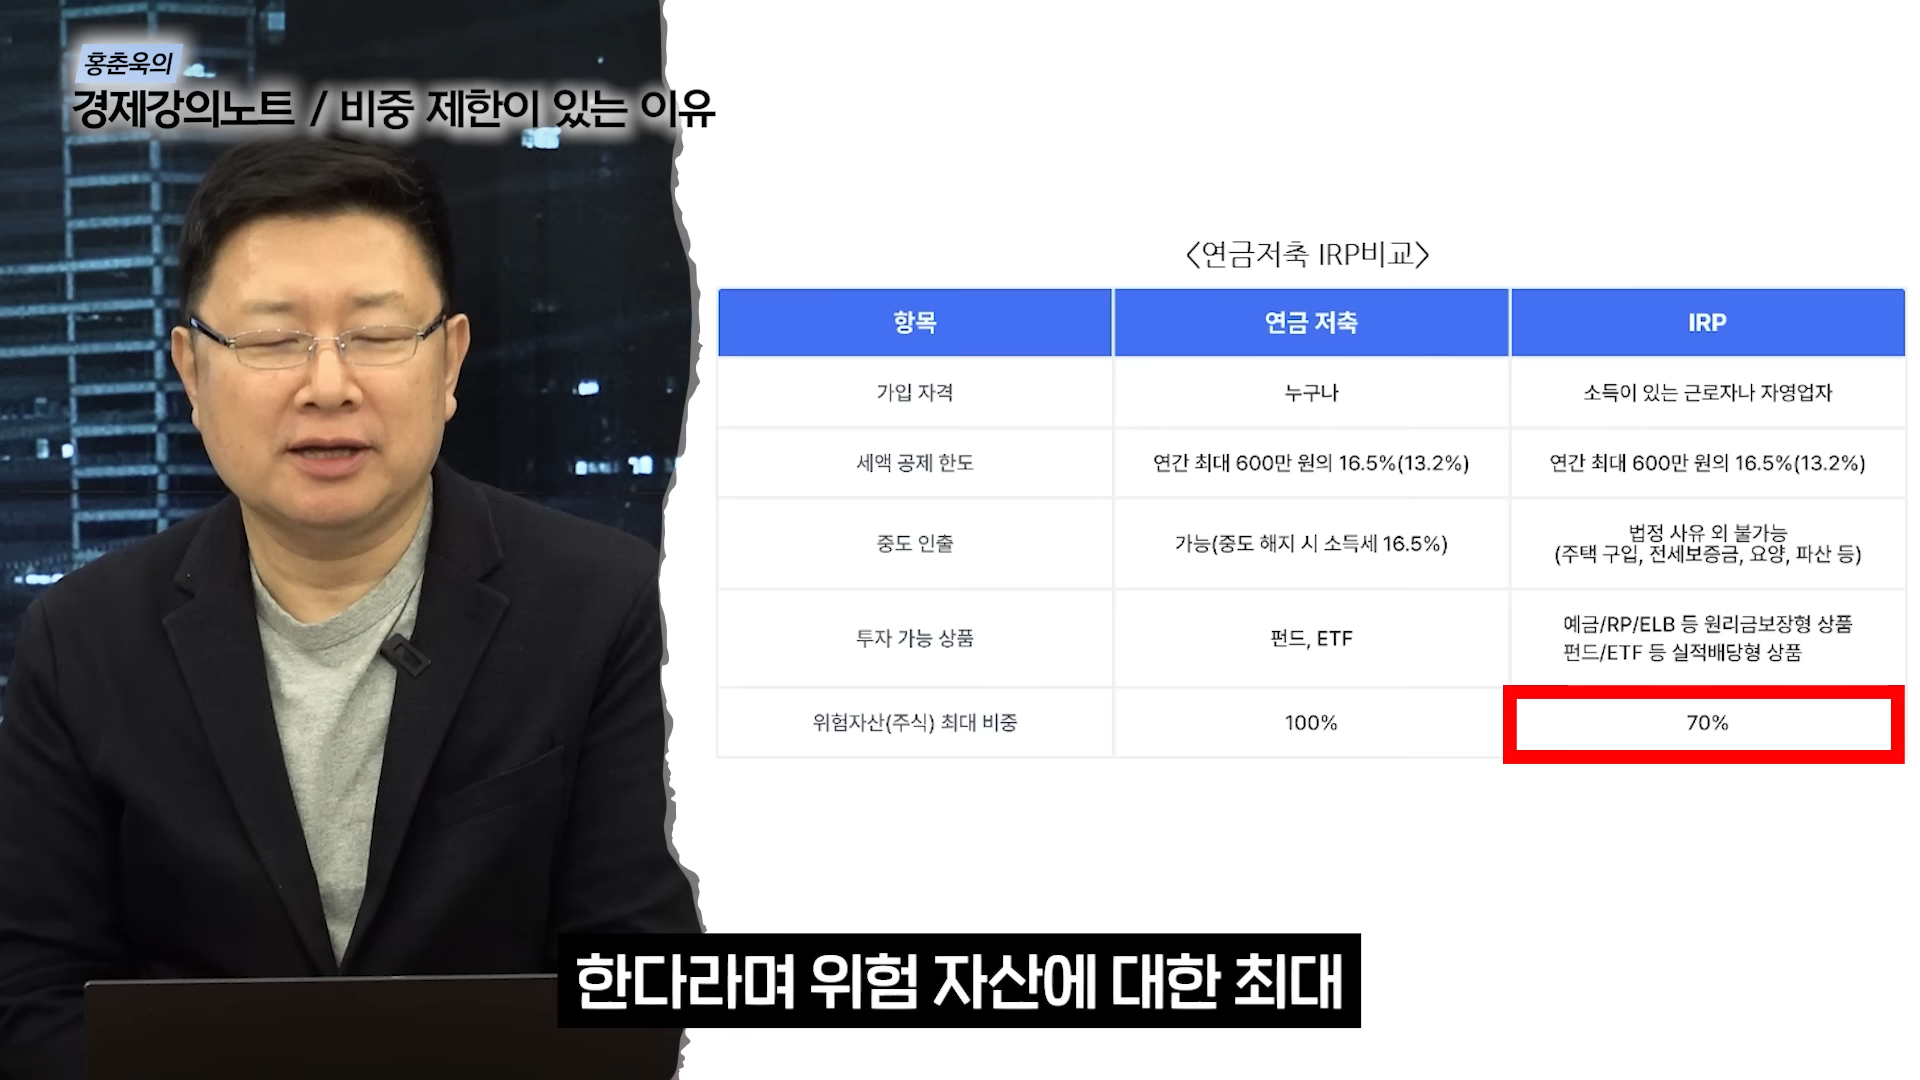 홍춘욱의
경제강의노트 / 비중 제한이 있는 이유
<연금저축 IRP비교>
항목 연금 저축 IRP
가입 자격 누구나 소득이 있는 근로자나 자영업자
세액 공제 한도 연간 최대 600만 원의 16.5%(13.2%) 연간 최대 600만 원의 16.5%(13.2%)
중도 인출 가능(중도 해지 시 소득세 16.5%) 법정 사유 외 불가능
(주택 구입, 전세보증금, 요양, 파산 등)
투자 가능 상품 펀드, ETF 예금/RP/ELB 등 원리금보장형 상품
펀드/ETF 등 실적배당형 상품
위험자산(주식) 최대 비중 100% 70%
한다라며 위험 자산에 대한 최대